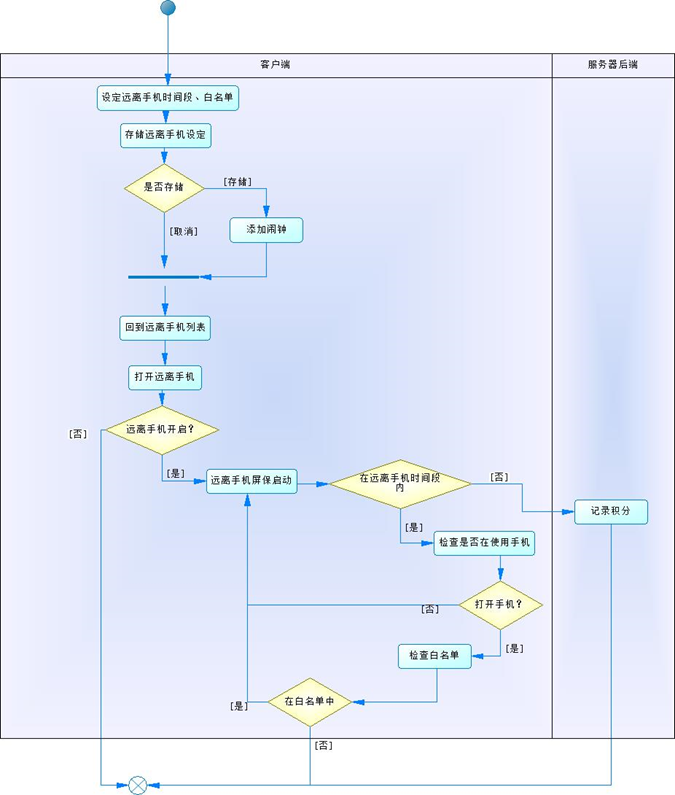 客户端
服务器后端
设定远离手机时间段、白名单
存储远离手机设定
是否存储
[存储]
[取消]
添加闹钟
回到远离手机列表
打开远离手机
远离手机开启?
[否]
[是]
远离手机屏保启动
在远离手机时间段
内
[否]
[是]
记录积分
检查是否在使用手机
打开手机?
[否]
[是]
检查白名单
在白名单中
[是]
[否]